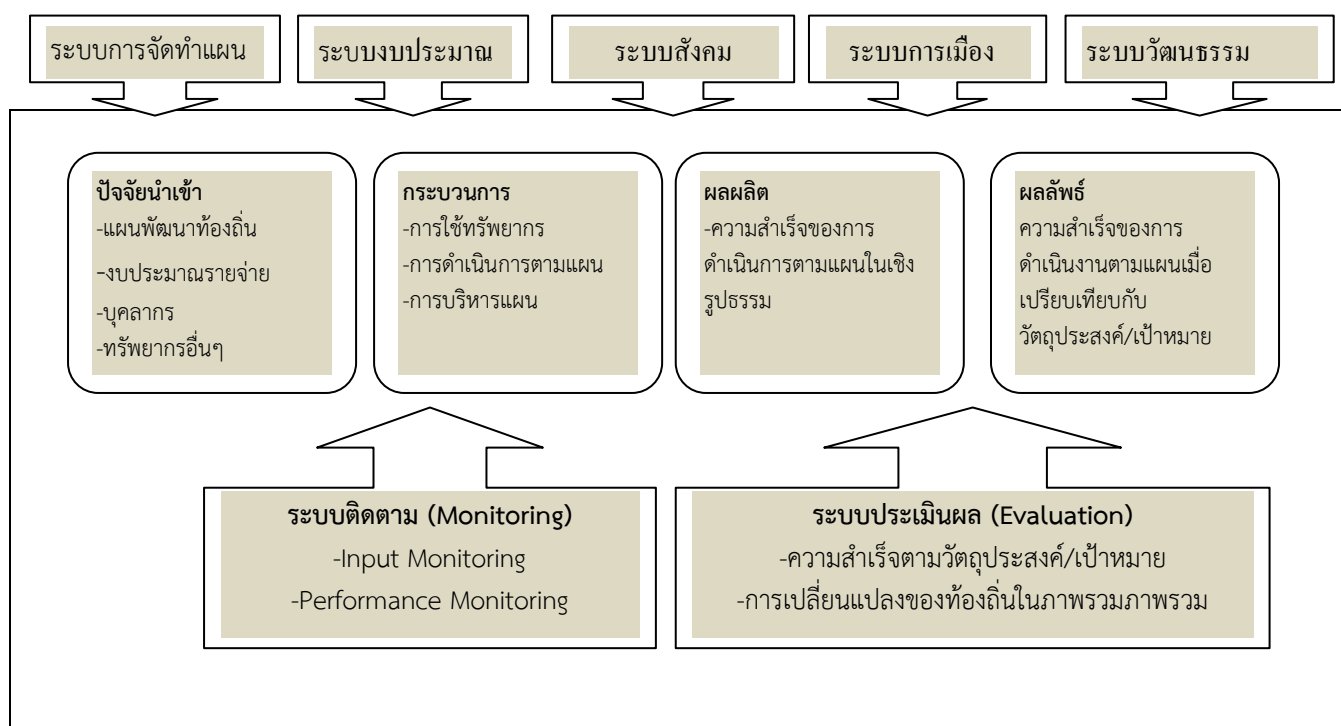 ระบบการจัดทำแผน
ระบบงบประมาณ
ระบบสังคม
ระบบการเมือง
ระบบวัฒนธรรม
ปัจจัยนำเข้า
-แผนพัฒนาท้องถิ่น
-งบประมาณรายจ่าย
-บุคลากร
-ทรัพยากรอื่นๆ
กระบวนการ
-การใช้ทรัพยากร
-การดำเนินการตามแผน
-การบริหารแผน
ผลผลิต
-ความสำเร็จของการ
ดำเนินการตามแผนในเชิง
รูปธรรม
ผลลัพธ์
ความสำเร็จของการ
ดำเนินงานตามแผนเมื่อ
เปรียบเทียบกับ
วัตถุประสงค์/เป้าหมาย
ระบบติดตาม (Monitoring)
-Input Monitoring
-Performance Monitoring
ระบบประเมินผล (Evaluation)
-ความสำเร็จตามวัตถุประสงค์/เป้าหมาย
-การเปลี่ยนแปลงของท้องถิ่นในภาพรวมภาพรวม